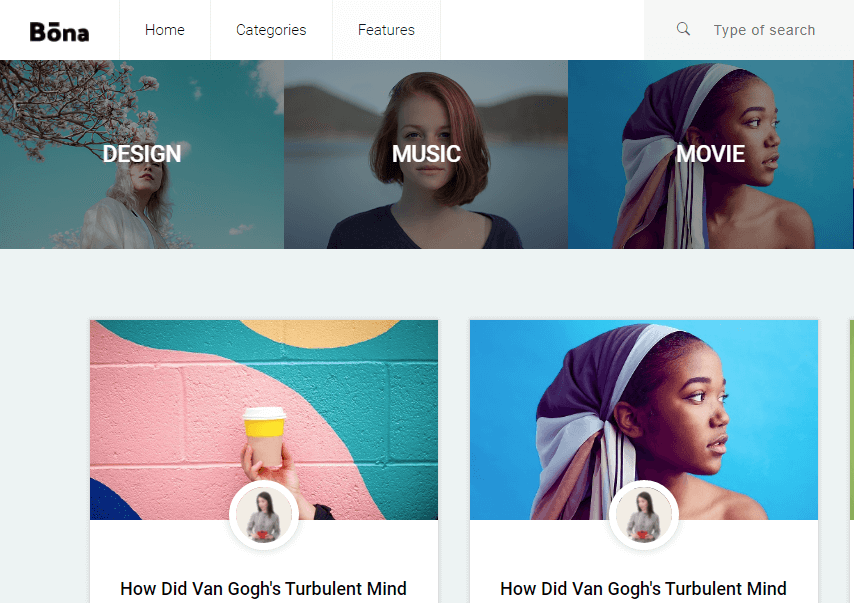 Bōna
Home
Categories
Features
Type of search
DESIGN
MUSIC
MOVIE
How Did Van Gogh's Turbulent Mind
How Did Van Gogh's Turbulent Mind